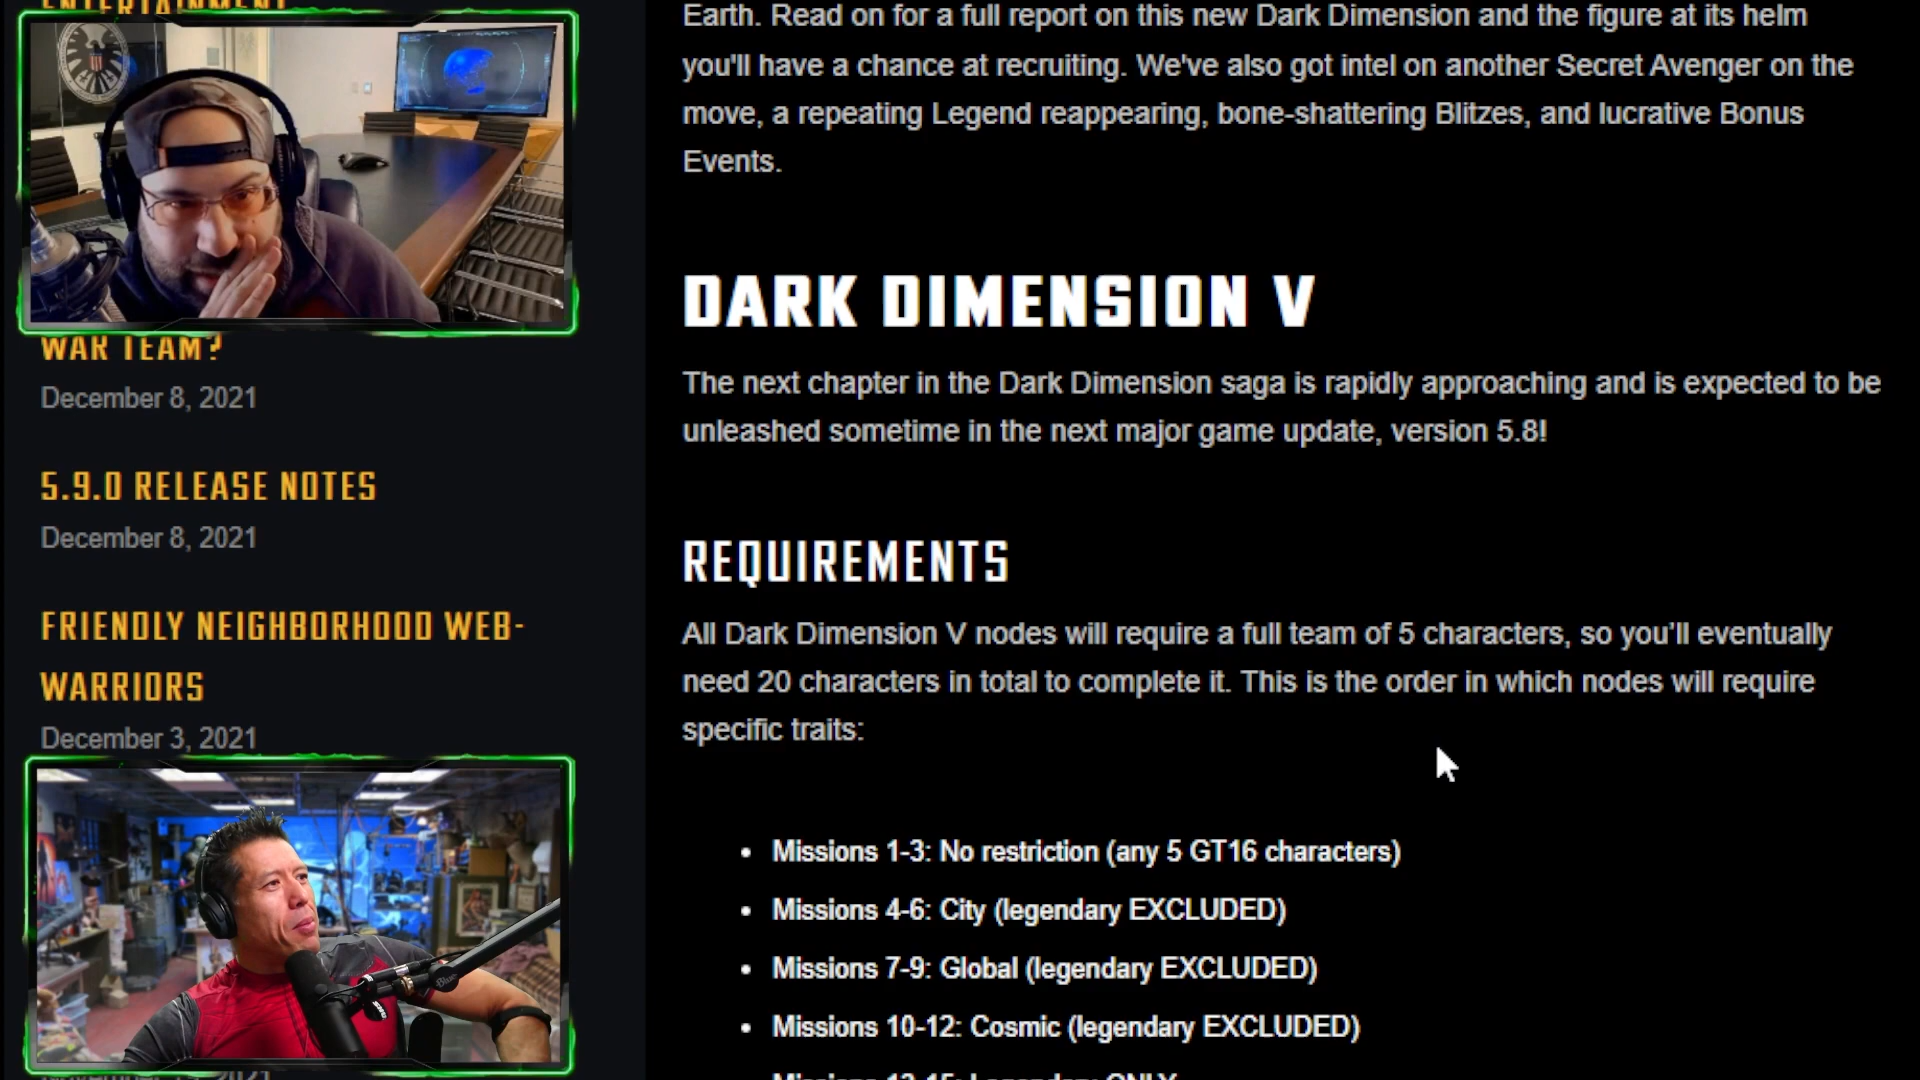 ENTERTAINMENT
WAR TEAM?
December 8, 2021
5.9.0 RELEASE NOTES
December 8, 2021
FRIENDLY NEIGHBORHOOD WEB-
WARRIORS
December 3, 2021
Earth. Read on for a full report on this new Dark Dimension and the figure at its helm
you'll have a chance at recruiting. We've also got intel on another Secret Avenger on the
move, a repeating Legend reappearing, bone-shattering Blitzes, and lucrative Bonus
Events.
DARK DIMENSION V
The next chapter in the Dark Dimension saga is rapidly approaching and is expected to be
unleashed sometime in the next major game update, version 5.8!
REQUIREMENTS
All Dark Dimension V nodes will require a full team of 5 characters, so you’ll eventually
need 20 characters in total to complete it. This is the order in which nodes will require
specific traits:
• Missions 1-3: No restriction (any 5 GT16 characters)
• Missions 4-6: City (legendary EXCLUDED)
• Missions 7-9: Global (legendary EXCLUDED)
• Missions 10-12: Cosmic (legendary EXCLUDED)
Missions 13-15: Legendary ONLY